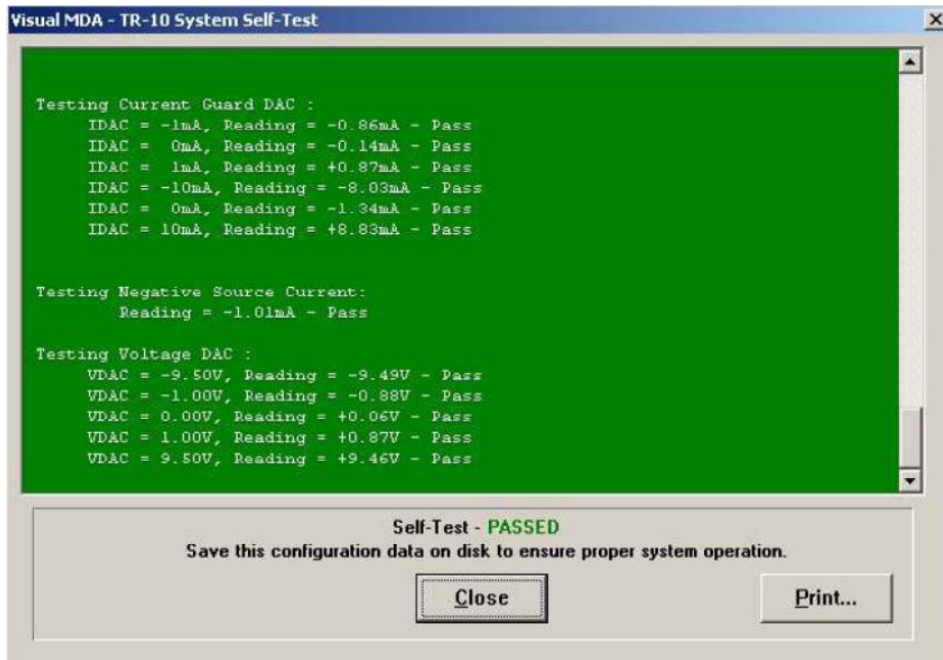 Visual MDA - TR-10 System Self-Test
Testing Current Guard DAC :
IDAC = -1mA, Reading = -0.86mA - Pass
IDAC = 0mA, Reading = -0.14mA - Pass
IDAC = 1mA, Reading = +0.87mA - Pass
IDAC = -10mA, Reading = -8.03mA - Pass
IDAC = 0mA, Reading = -1.34mA - Pass
IDAC = 10mA, Reading = +8.83mA - Pass
Testing Negative Source Current:
Reading = -1.01mA - Pass
Testing Voltage DAC :
VDAC = -9.50V, Reading = -9.49V - Pass
VDAC = -1.00V, Reading = -0.88V - Pass
VDAC = 0.00V, Reading = +0.06V - Pass
VDAC = 1.00V, Reading = +0.87V - Pass
VDAC = 9.50V, Reading = +9.46V - Pass
Self-Test - PASSED
Save this configuration data on disk to ensure proper system operation.
Close
Print...